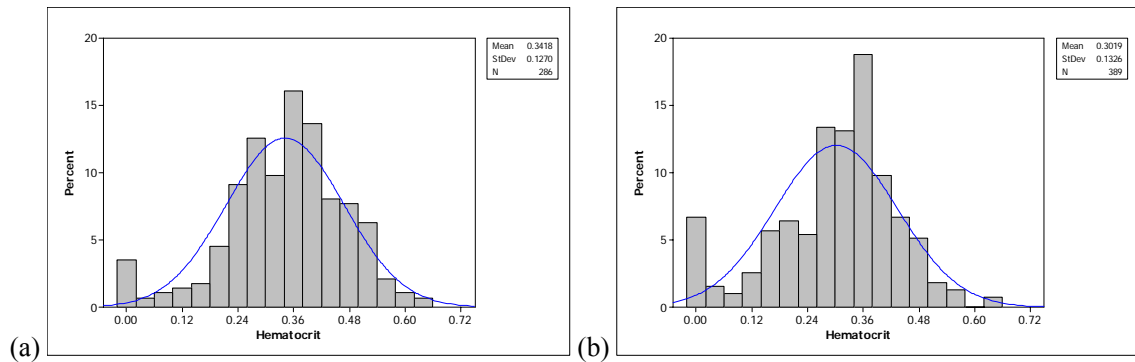 20
15
10
5
0
Percent
0.00 0.12 0.24 0.36 0.48 0.60 0.72
Hematocrit
Mean 0.3418
StDev 0.1270
N 286
(a)
20
15
10
5
0
Percent
0.00 0.12 0.24 0.36 0.48 0.60 0.72
Hematocrit
Mean 0.3019
StDev 0.1326
N 389
(b)